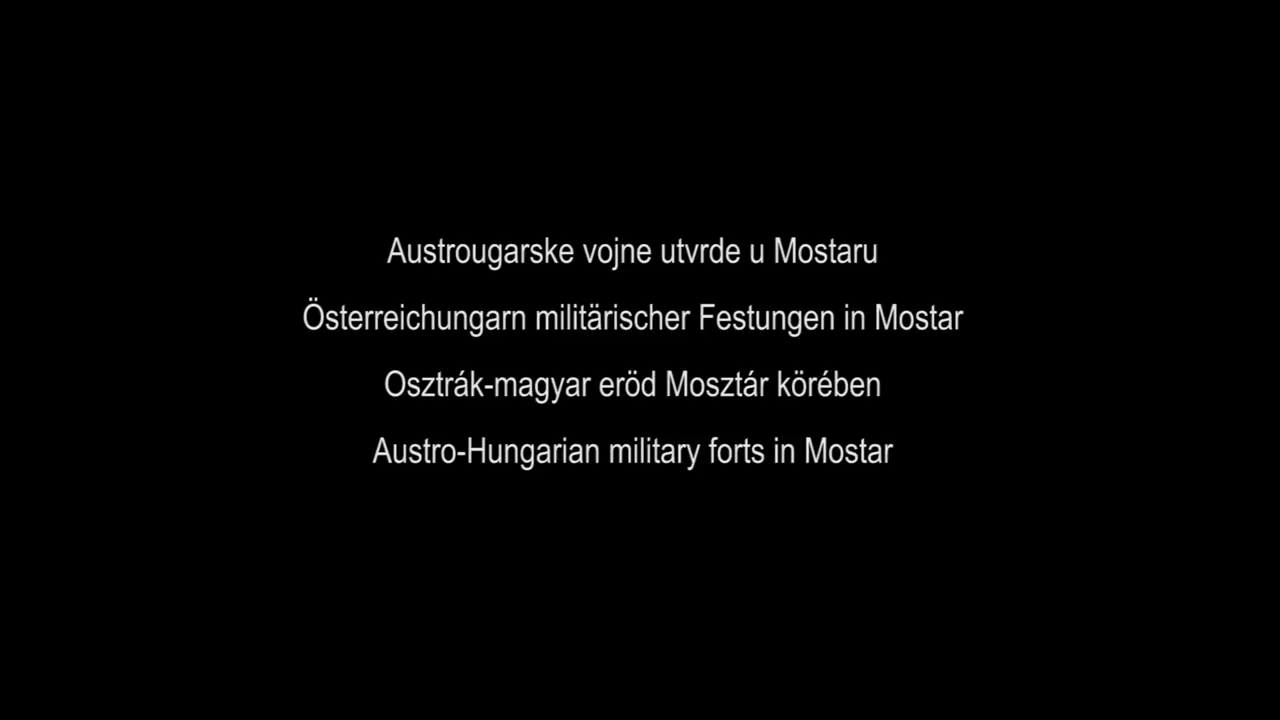 Austrougarske vojne utvrde u Mostaru
Österreichungarn militärischer Festungen in Mostar
Osztrák-magyar eröd Mosztár körében
Austro-Hungarian military forts in Mostar